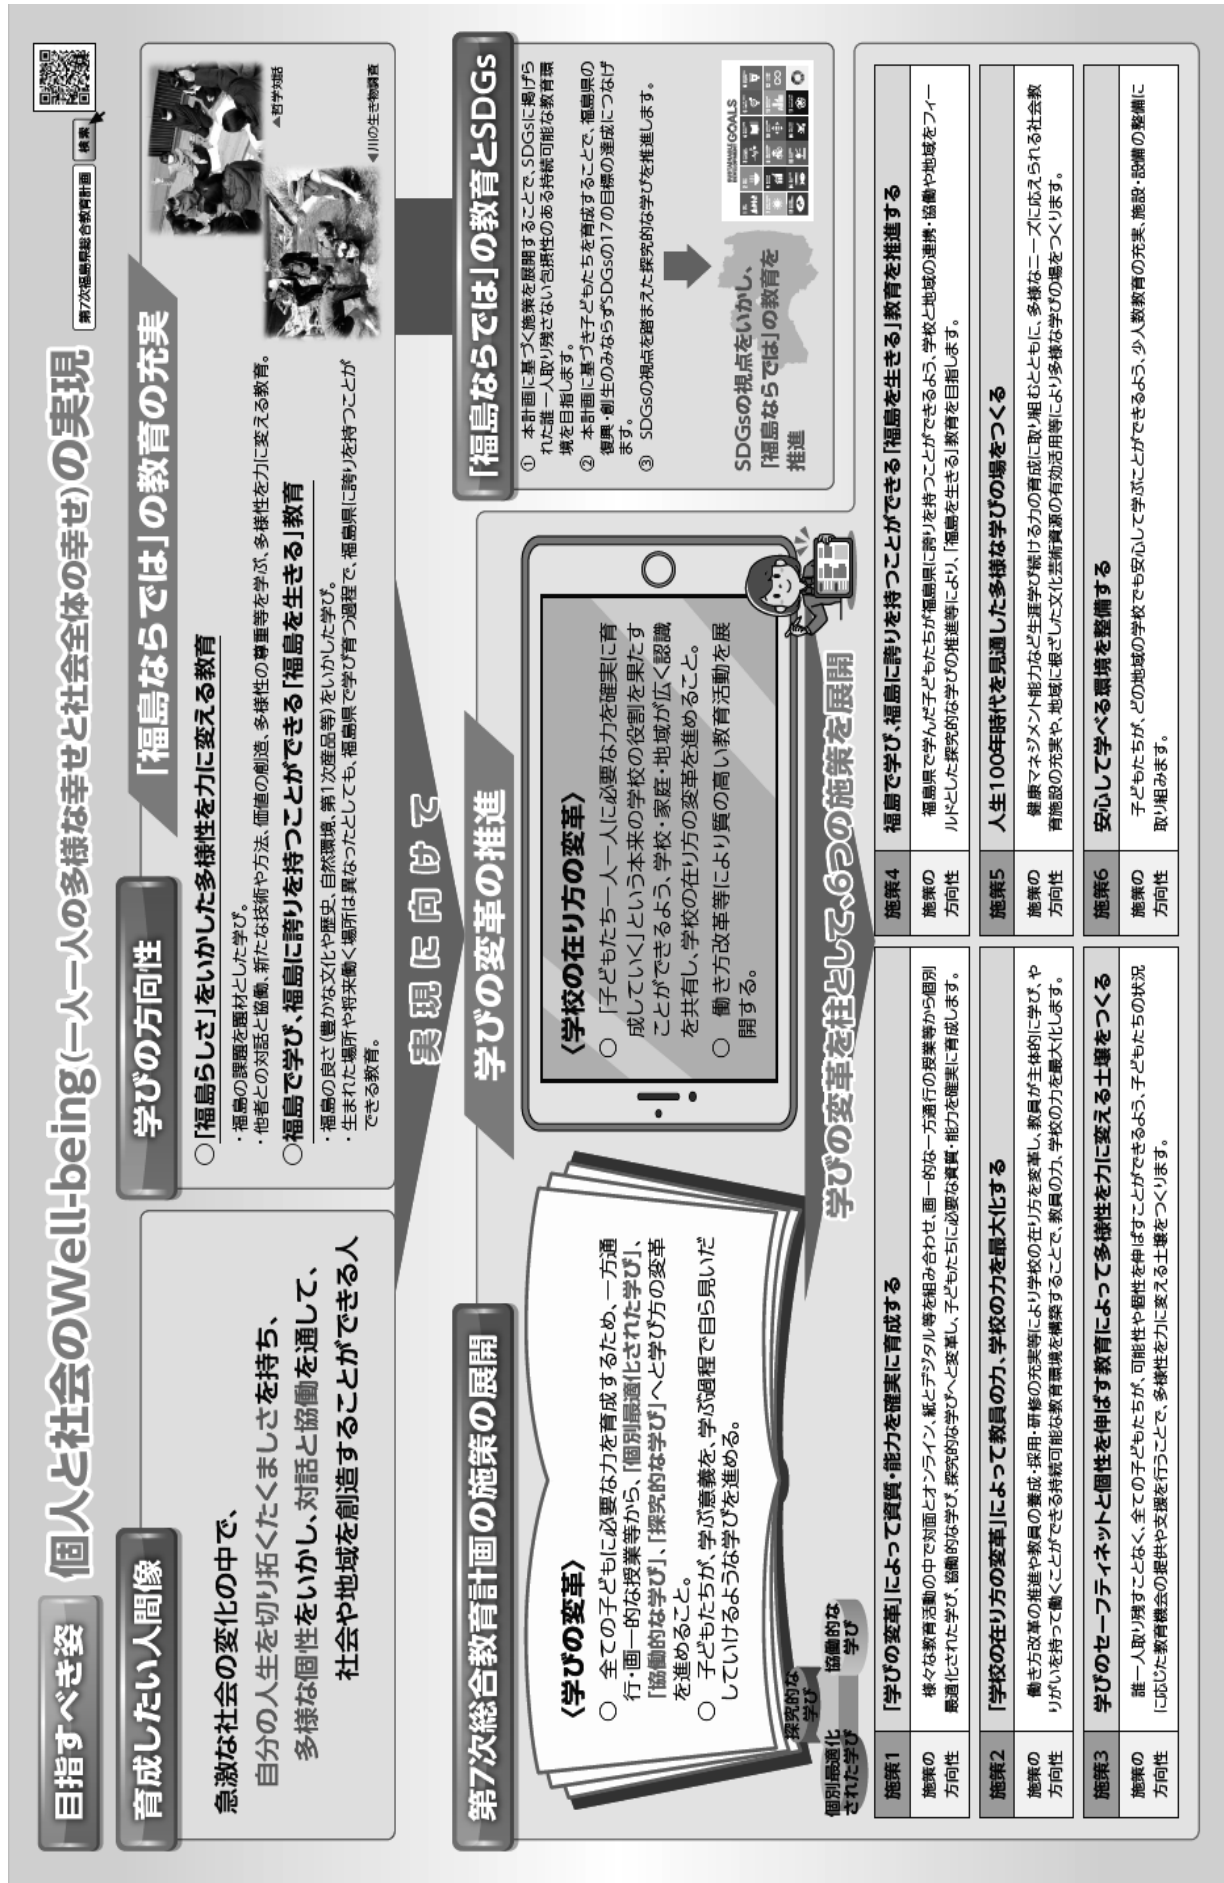 目指すべき姿
個人と社会のWell-being(一人一人の多様な幸せと社会全体の幸せ)の実現
第7次福島県総合教育計画
検索
育成したい人間像
急激な社会の変化の中で、
自分の人生を切り拓くたくましさを持ち、
多様な個性をいかし、対話と協働を通して、
社会や地域を創造することができる人
学びの方向性
「福島ならでは」の教育の充実
○「福島らしさ」をいかした多様性を力に変える教育
・福島の課題を題材とした学び。
・他者との対話と協働、新たな技術や方法、価値の創造、多様性の尊重等を学ぶ、多様性を力に変える教育。
○福島で学び、福島に誇りを持つことができる「福島を生きる」教育
・福島の良さ(豊かな文化や歴史、自然環境、第1次産品等)をいかした学び。
・生まれた場所や将来働く場所は異なったとしても、福島県で学び育つ過程で、福島県に誇りを持つことが
できる教育。
▲哲学対話
◀川の生き物調査
実現に向けて
第7次総合教育計画の施策の展開
学びの変革の推進
〈学びの変革〉
○ 全ての子どもに必要な力を育成するため、一方通
行・画一的な授業等から、「個別最適化された学び」、
「協働的な学び」、「探究的な学び」へと学び方の変革
を進めること。
○ 子どもたちが、学ぶ意義を、学ぶ過程で自ら見いだ
していけるような学びを進める。
個別最適化
された学び
探究的な
学び
協働的な
学び
〈学校の在り方の変革〉
○ 「子どもたち一人一人に必要な力を確実に育
成していく」という本来の学校の役割を果たす
ことができるよう、学校・家庭・地域が広く認識
を共有し、学校の在り方の変革を進めること。
○ 働き方改革等により質の高い教育活動を展
開する。
「福島ならでは」の教育とSDGs
① 本計画に基づく施策を展開することで、SDGsに掲げら
れた誰一人取り残さない包摂性のある持続可能な教育環
境を目指します。
② 本計画に基づき子どもたちを育成することで、福島県の
復興・創生のみならずSDGsの17の目標の達成につなげ
ます。
③ SDGsの視点を踏まえた探究的な学びを推進します。
SDGsの視点をいかし、
「福島ならでは」の教育を
推進
GOALS
学びの変革を柱として、6つの施策を展開
施策1
「学びの変革」によって資質・能力を確実に育成する
施策の
方向性
様々な教育活動の中で対面とオンライン、紙とデジタル等を組み合わせ、画一的な一方通行の授業等から個別
最適化された学び、協働的な学び、探究的な学びへと変革し、子どもたちに必要な資質・能力を確実に育成します。
施策2
「学校の在り方の変革」によって教員の力、学校の力を最大化する
施策の
方向性
働き方改革の推進や教員の養成・採用・研修の充実等により学校の在り方を変革し、教員が主体的に学び、や
りがいを持って働くことができる持続可能な教育環境を構築することで、教員の力、学校の力を最大化します。
施策3
学びのセーフティネットと個性を伸ばす教育によって多様性を力に変える土壌をつくる
施策の
方向性
誰一人取り残すことなく、全ての子どもたちが、可能性や個性を伸ばすことができるよう、子どもたちの状況
に応じた教育機会の提供や支援を行うことで、多様性を力に変える土壌をつくります。
施策4
福島で学び、福島に誇りを持つことができる「福島を生きる」教育を推進する
施策の
方向性
福島県で学んだ子どもたちが福島県に誇りを持つことができるよう、学校と地域の連携・協働や地域をフィー
ルドとした探究的な学びの推進等により、「福島を生きる」教育を目指します。
施策5
人生100年時代を見通した多様な学びの場をつくる
施策の
方向性
健康マネジメント能力など生涯学び続ける力の育成に取り組むとともに、多様なニーズに応えられる社会教
育施設の充実や、地域に根ざした文化芸術資源の有効活用等により多様な学びの場をつくります。
施策6
安心して学べる環境を整備する
施策の
方向性
子どもたちが、どの地域の学校でも安心して学ぶことができるよう、少人数教育の充実、施設・設備の整備に
取り組みます。